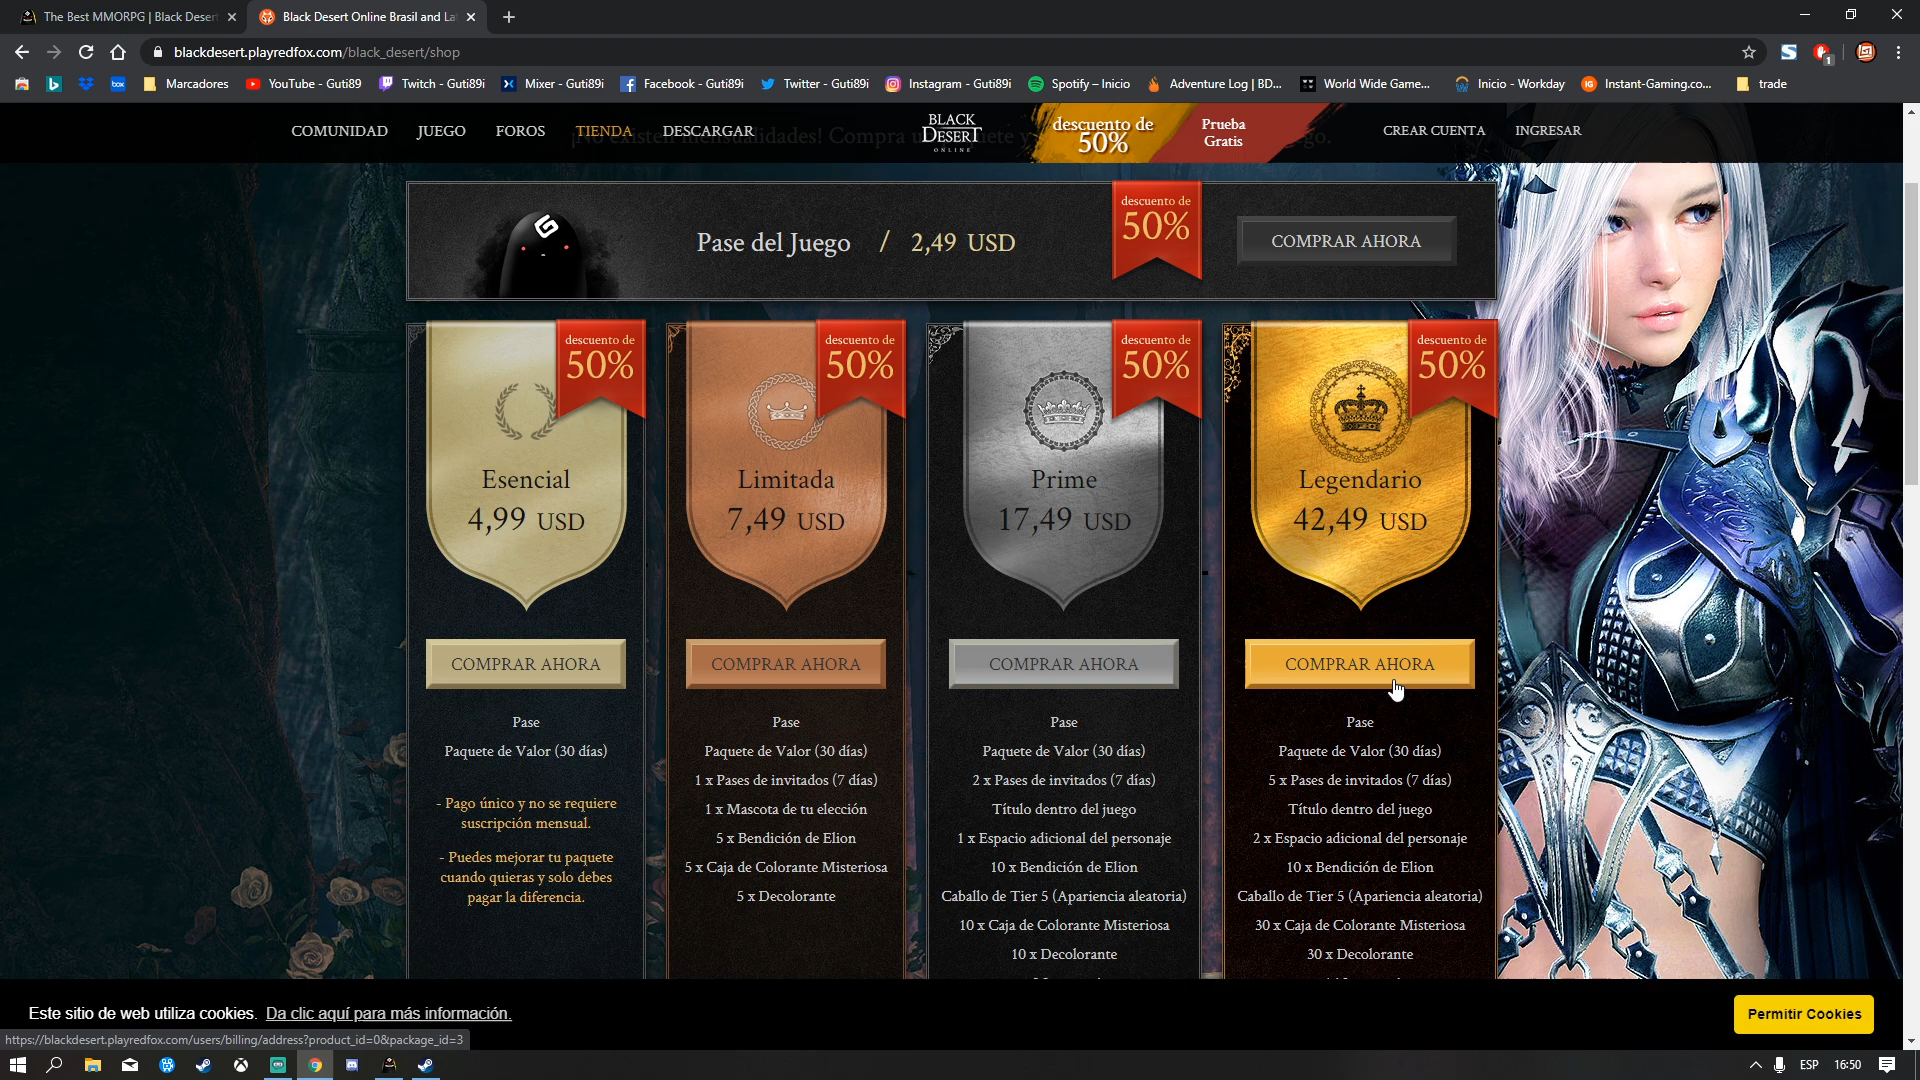 The Best MMORPG | Black Desert
Black Desert Online Brasil and La
blackdesert.playredfox.com/black_desert/shop
1
box
Marcadores
YouTube - Guti89
Twitch - Guti89i
Mixer - Guti89i
Facebook - Guti89i
Twitter - Guti89i
Instagram - Guti89i
Spotify – Inicio
Adventure Log | BD...
World Wide Game...
Inicio - Workday
IG
Instant-Gaming.co...
trade
COMUNIDAD
JUEGO
FOROS
TIENDA
DESCARGAR
BLACK
DESERT
ONLINE
descuento de
50%
Prueba
Gratis
CREAR CUENTA
INGRESAR
Pase del Juego / 2,49 USD
descuento de
50%
COMPRAR AHORA
descuento de
50%
descuento de
50%
descuento de
50%
descuento de
50%
Esencial
4,99 USD
Limitada
7,49 USD
Prime
17,49 USD
Legendario
42,49 USD
COMPRAR AHORA
COMPRAR AHORA
COMPRAR AHORA
COMPRAR AHORA
Pase
Paquete de Valor (30 días)
- Pago único y no se requiere
suscripción mensual.
- Puedes mejorar tu paquete
cuando quieras y solo debes
pagar la diferencia.
Pase
Paquete de Valor (30 días)
1 x Pases de invitados (7 días)
1 x Mascota de tu elección
5 x Bendición de Elion
5 x Caja de Colorante Misteriosa
5 x Decolorante
Pase
Paquete de Valor (30 días)
2 x Pases de invitados (7 días)
Título dentro del juego
1 x Espacio adicional del personaje
10 x Bendición de Elion
Caballo de Tier 5 (Apariencia aleatoria)
10 x Caja de Colorante Misteriosa
10 x Decolorante
Pase
Paquete de Valor (30 días)
5 x Pases de invitados (7 días)
Título dentro del juego
2 x Espacio adicional del personaje
10 x Bendición de Elion
Caballo de Tier 5 (Apariencia aleatoria)
30 x Caja de Colorante Misteriosa
30 x Decolorante
Este sitio de web utiliza cookies. Da clic aquí para más información.
Permitir Cookies
https://blackdesert.playredfox.com/users/billing/address?product_id=0&package_id=3
ESP
16:50